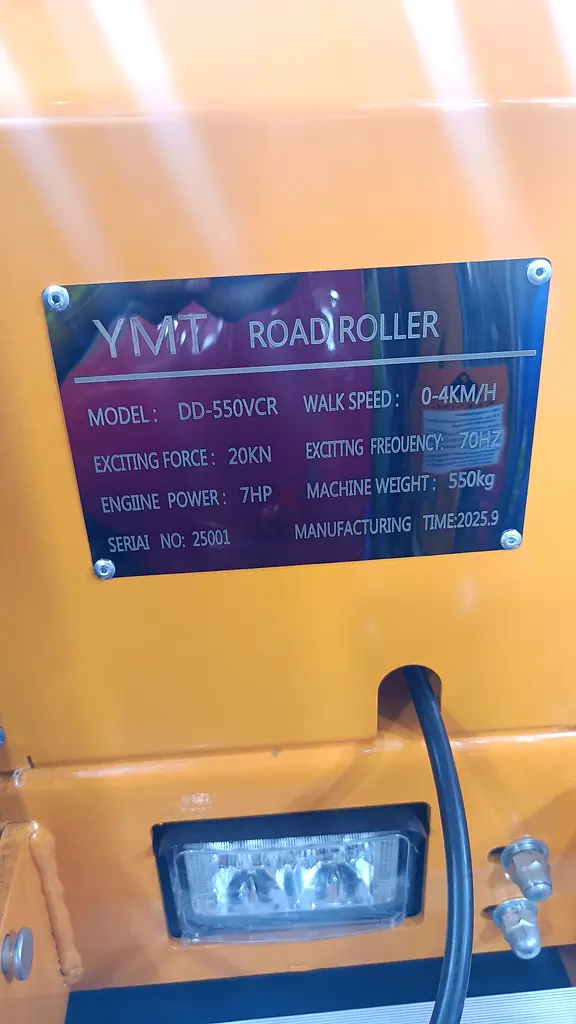 YMT ROAD ROLLER
MODEL: DD-550VCR WALK SPEED: 0-4KM/H
EXCITING FORCE: 20KN EXCITTNG FREOUENCY: 70HZ
ENGIINE POWER: 7HP MACHINE WEIGHT: 550kg
SERIAI NO: 25001 MANUFACTURING TIME:2025.9